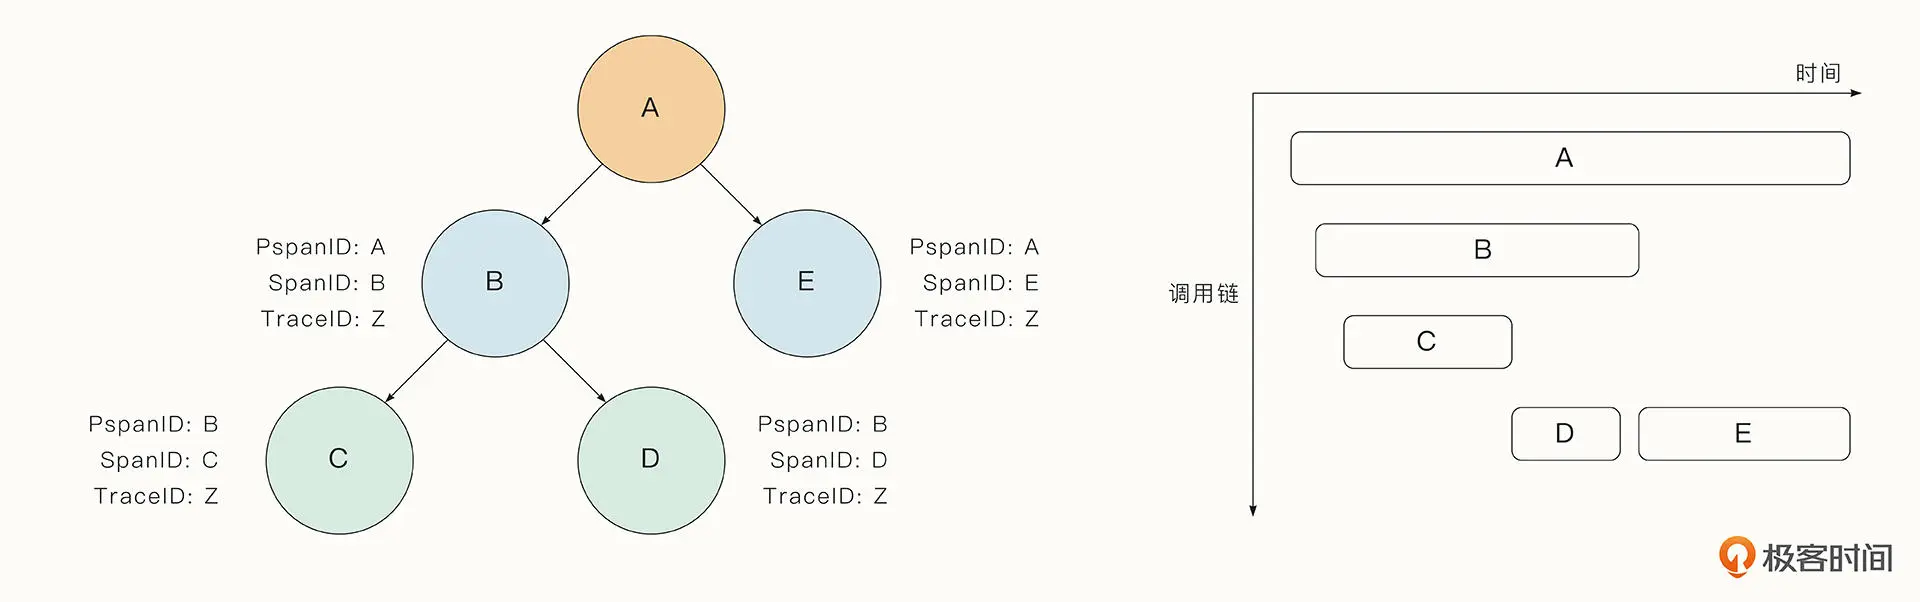 A
B
PspanID: A
SpanID: B
TraceID: Z
E
PspanID: A
SpanID: E
TraceID: Z
C
PspanID: B
SpanID: C
TraceID: Z
D
PspanID: B
SpanID: D
TraceID: Z
时间
调用链
A
B
C
D
E
极客时间